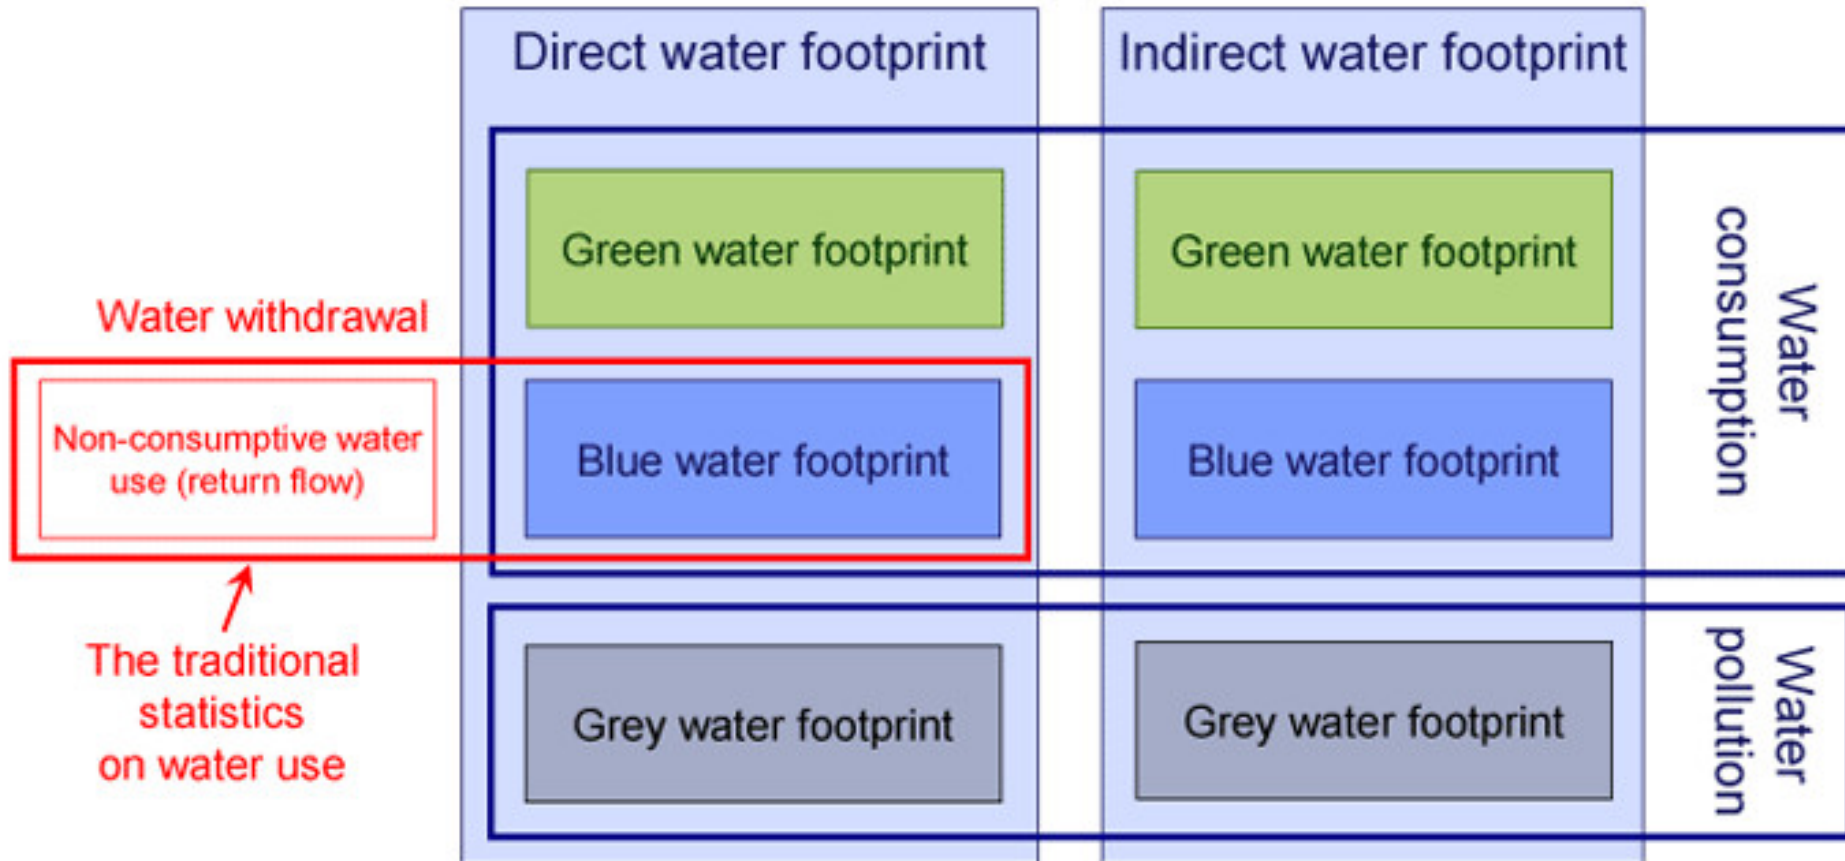 Direct water footprint
Indirect water footprint
Green water footprint
Green water footprint
Water
consumption
Water withdrawal
Non-consumptive water
use (return flow)
Blue water footprint
Blue water footprint
The traditional
statistics
on water use
Grey water footprint
Grey water footprint
Water
pollution